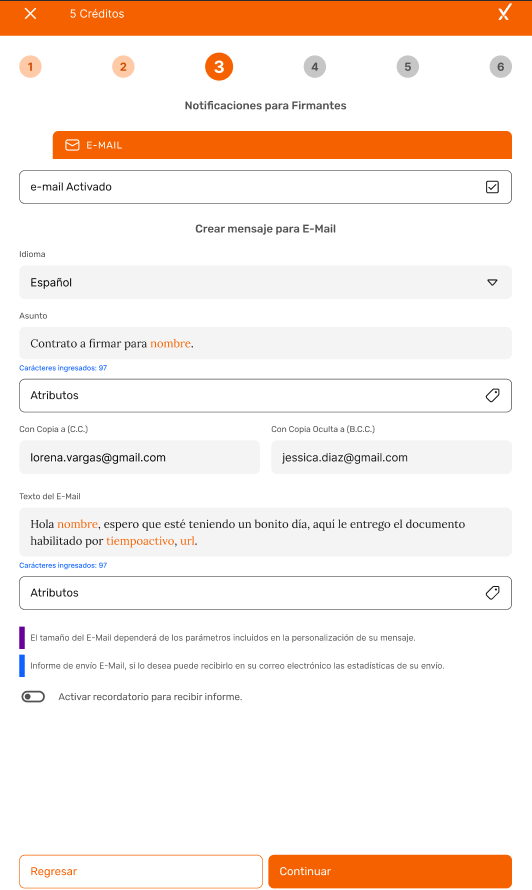 5 Créditos
1 2 3 4 5 6
Notificaciones para Firmantes
E-MAIL
e-mail Activado
Crear mensaje para E-Mail
Idioma
Español
Asunto
Contrato a firmar para nombre.
Carácteres ingresados: 97
Atributos
Con Copia a (C.C.)
Con Copia Oculta a (B.C.C.)
lorena.vargas@gmail.com
jessica.diaz@gmail.com
Texto del E-Mail
Hola nombre, espero que esté teniendo un bonito día, aquí le entrego el documento
habilitado por tiempoactivo, url.
Carácteres ingresados: 97
Atributos
El tamaño del E-Mail dependerá de los parámetros incluidos en la personalización de su mensaje.
Informe de envío E-Mail, si lo desea puede recibirlo en su correo electrónico las estadísticas de su envío.
Activar recordatorio para recibir informe.
Regresar
Continuar